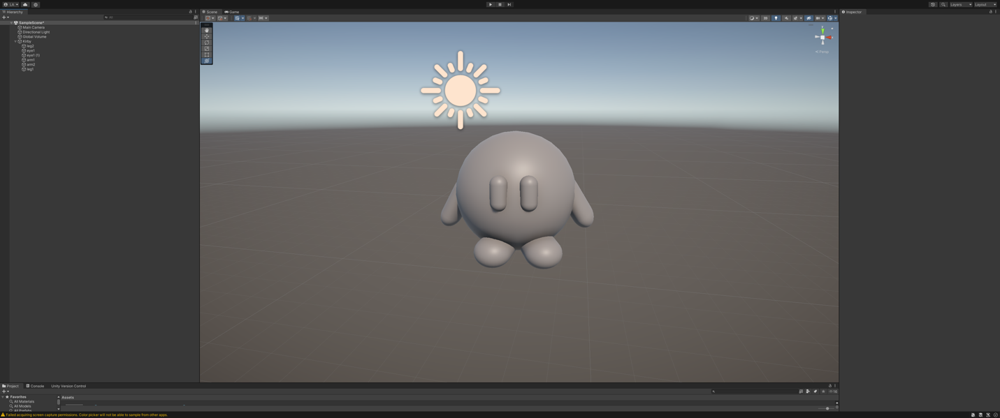 LA
Layers
Layout
Hierarchy
All
SampleScene*
Main Camera
Directional Light
Global Volume
Kirby
leg2
eye1
eye1 (1)
arm1
arm2
leg1
Scene
Game
y
x
Persp
Inspector
Project
Console
Unity Version Control
Favorites
All Materials
All Models
Assets
Failed acquiring screen capture permissions. Color picker will not be able to sample from other apps.